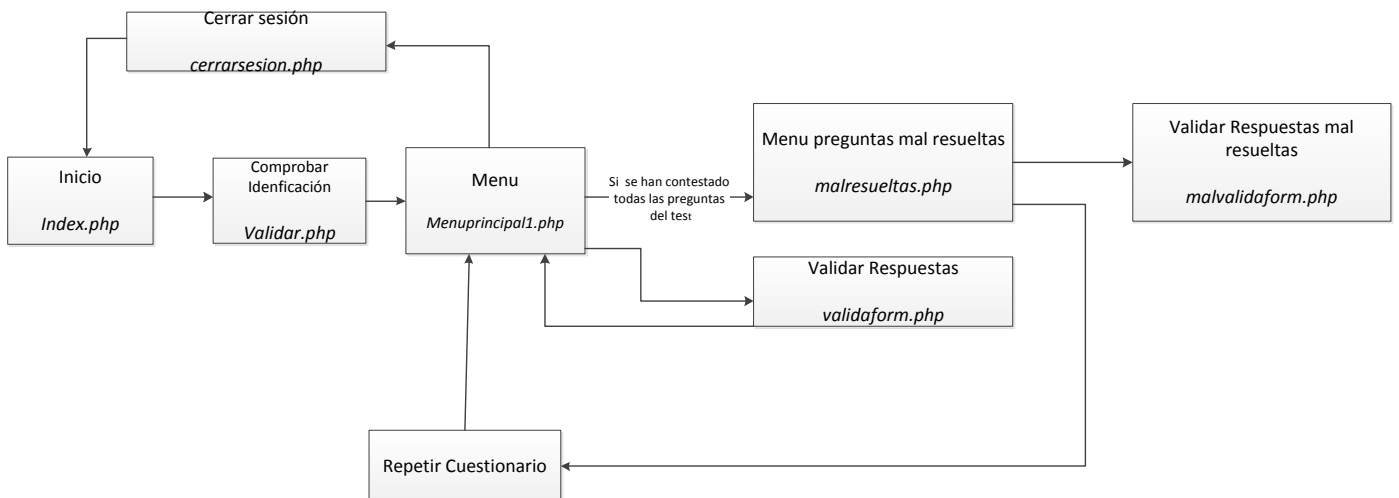 Cerrar sesión
cerrarsesion.php
Inicio
Index.php
Comprobar
Idenficación
Validar.php
Menu
Menuprincipal1.php
Si se han contestado
todas las preguntas
del test
Menu preguntas mal resueltas
malresueltas.php
Validar Respuestas mal
resueltas
malvalidaform.php
Validar Respuestas
validaform.php
Repetir Cuestionario